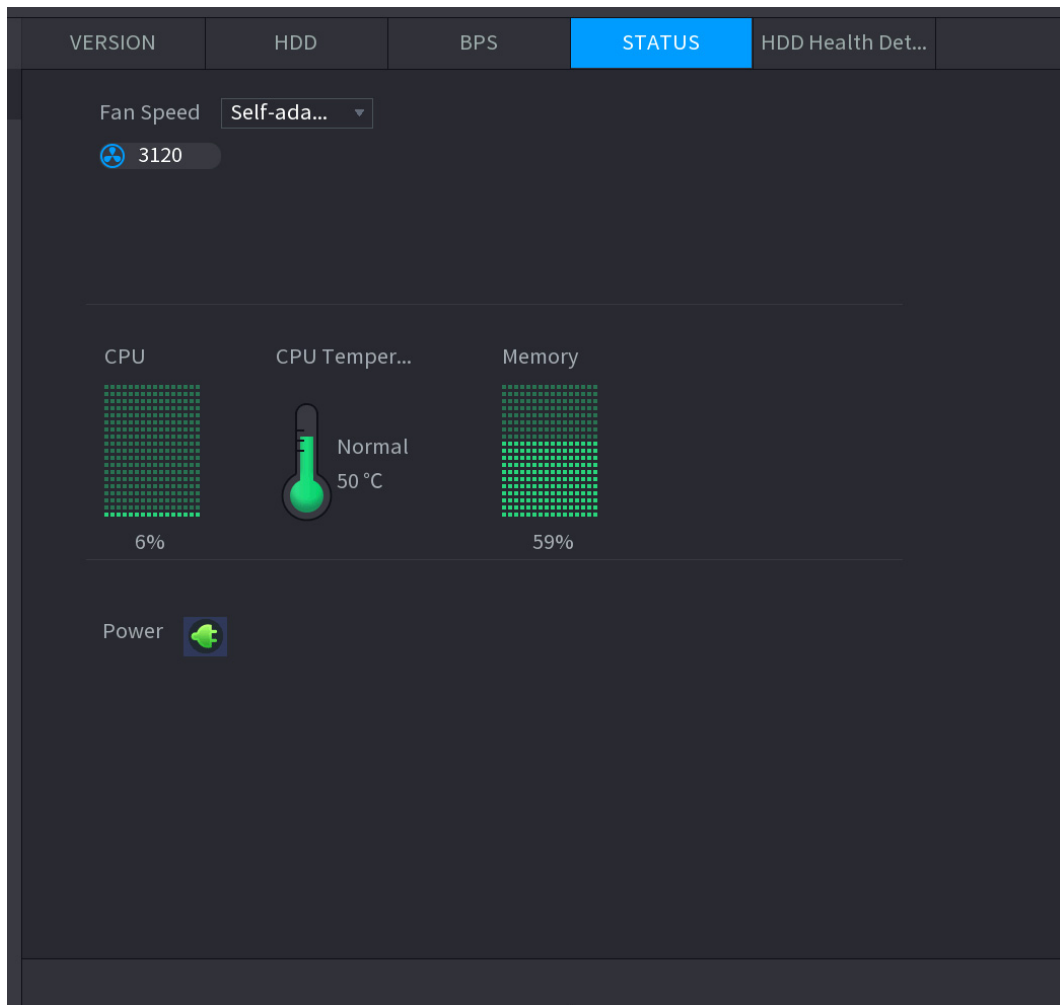 VERSION HDD BPS STATUS HDD Health Det...
Fan Speed Self-ada...
3120
CPU CPU Temper... Memory
Normal
50 °C
6% 59%
Power